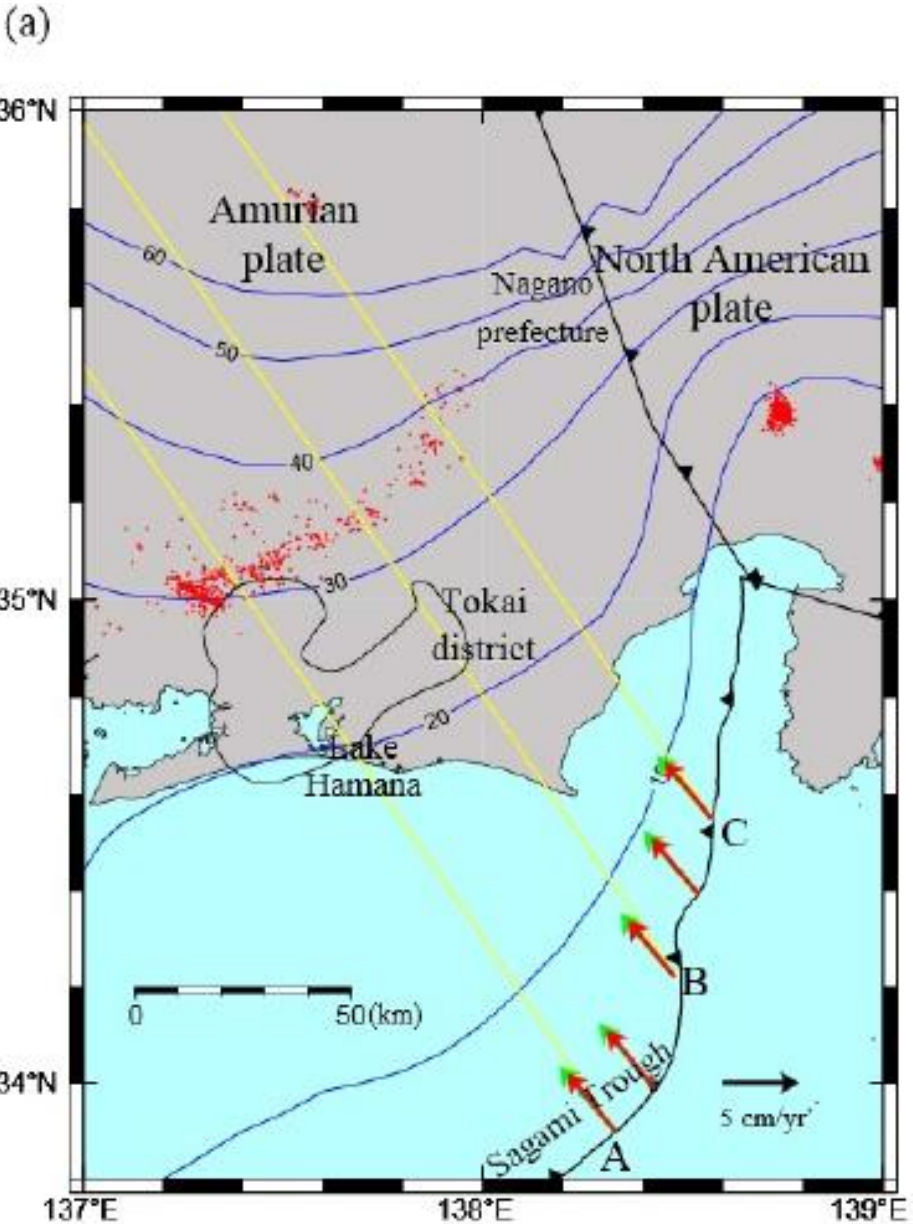 (a)
36°N
Amurian
plate
60
North American
plate
Nagano
prefecture
50
40
30
35°N
Tokai
district
20
Lake
Hamana
C
B
0
50(km)
34°N
Sagami Trough
5 cm/yr
A
137°E
138°E
139°E